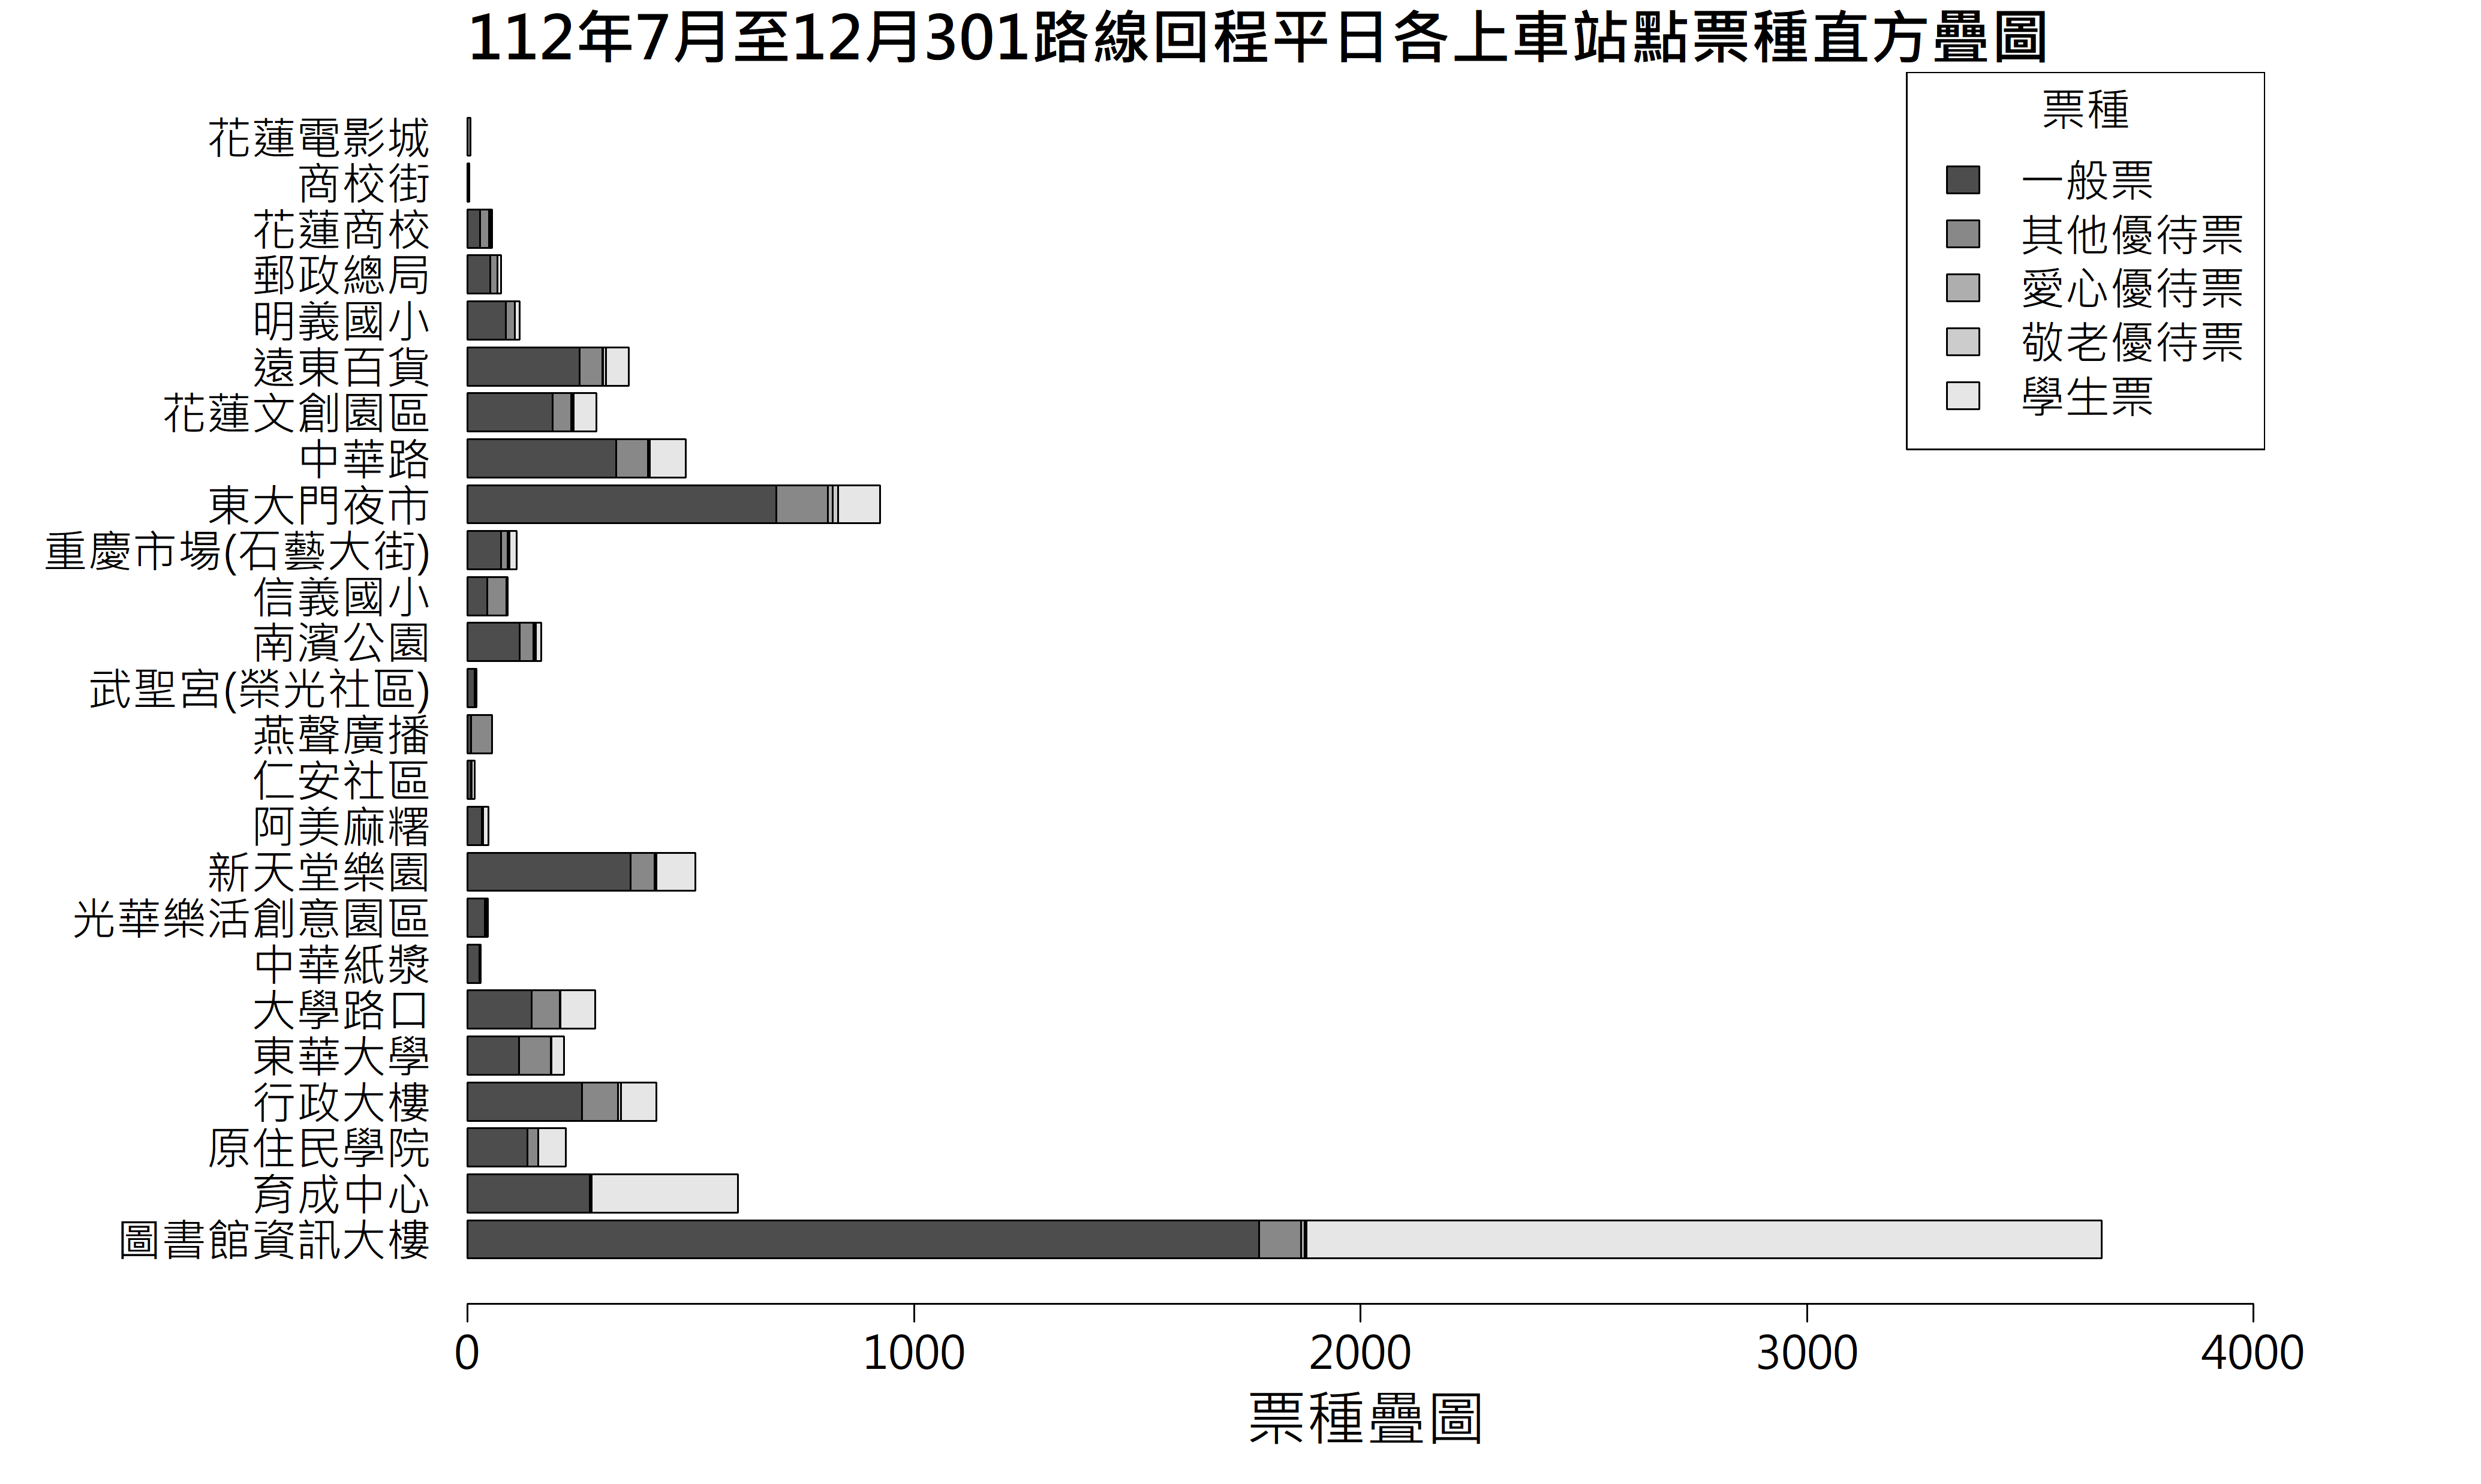 112年7月至12月301路線回程平日各上車站點票種直方疊圖
票種
一般票
其他優待票
愛心優待票
敬老優待票
學生票
花蓮電影城
商校街
花蓮商校
郵政總局
明義國小
遠東百貨
花蓮文創園區
中華路
東大門夜市
重慶市場(石藝大街)
信義國小
南濱公園
武聖宮(榮光社區)
燕聲廣播
仁安社區
阿美麻糬
新天堂樂園
光華樂活創意園區
中華紙漿
大學路口
東華大學
行政大樓
原住民學院
育成中心
圖書館資訊大樓
0 1000 2000 3000 4000
票種疊圖